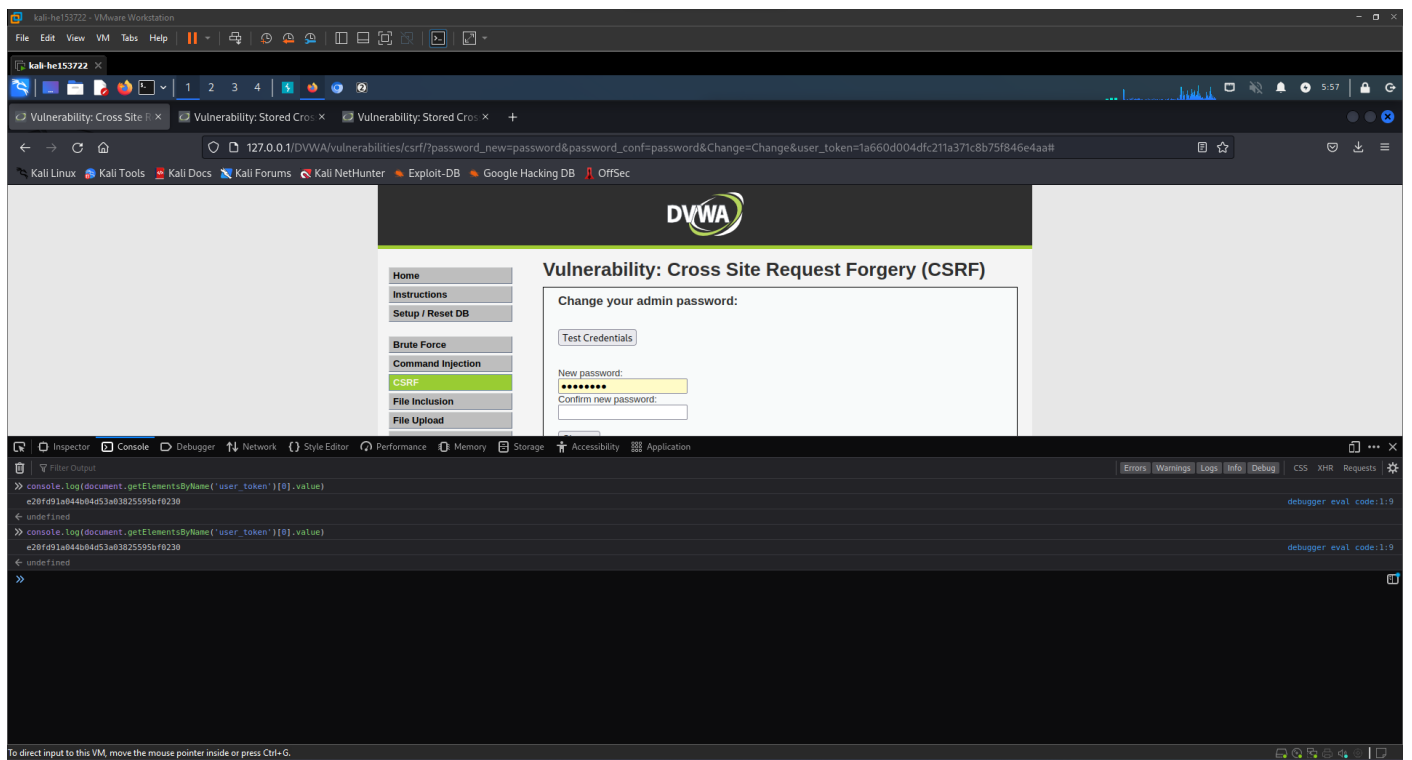 kali-he153722 - VMware Workstation
File Edit View VM Tabs Help
kali-he153722
1 2 3 4 5:57
Vulnerability: Cross Site R Vulnerability: Stored Cros Vulnerability: Stored Cros
127.0.0.1/DVWA/vulnerabilities/csrf/?password_new=password&password_conf=password&Change=Change&user_token=1a660d004dfc211a371c8b75f846e4aa#
Kali Linux Kali Tools Kali Docs Kali Forums Kali NetHunter Exploit-DB Google Hacking DB OffSec
DVWA
Vulnerability: Cross Site Request Forgery (CSRF)
Home
Instructions
Setup / Reset DB
Brute Force
Command Injection
CSRF
File Inclusion
File Upload
Change your admin password:
Test Credentials
New password:
Confirm new password:
Inspector Console Debugger Network Style Editor Performance Memory Storage Accessibility Application
Filter Output Errors Warnings Logs Info Debug CSS XHR Requests
>> console.log(document.getElementsByName('user_token')[0].value)
e20fd91a044b04d53a03825595bf0230 debugger eval code:1:9
← undefined
>> console.log(document.getElementsByName('user_token')[0].value)
e20fd91a044b04d53a03825595bf0230 debugger eval code:1:9
← undefined
>>
To direct input to this VM, move the mouse pointer inside or press Ctrl+G.